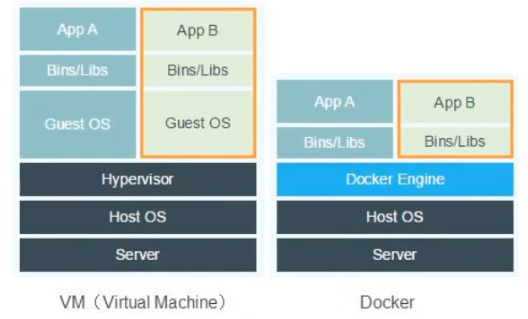 App A App B
Bins/Libs Bins/Libs
Guest OS Guest OS
Hypervisor
Host OS
Server
VM（Virtual Machine）
App A App B
Bins/Libs Bins/Libs
Docker Engine
Host OS
Server
Docker